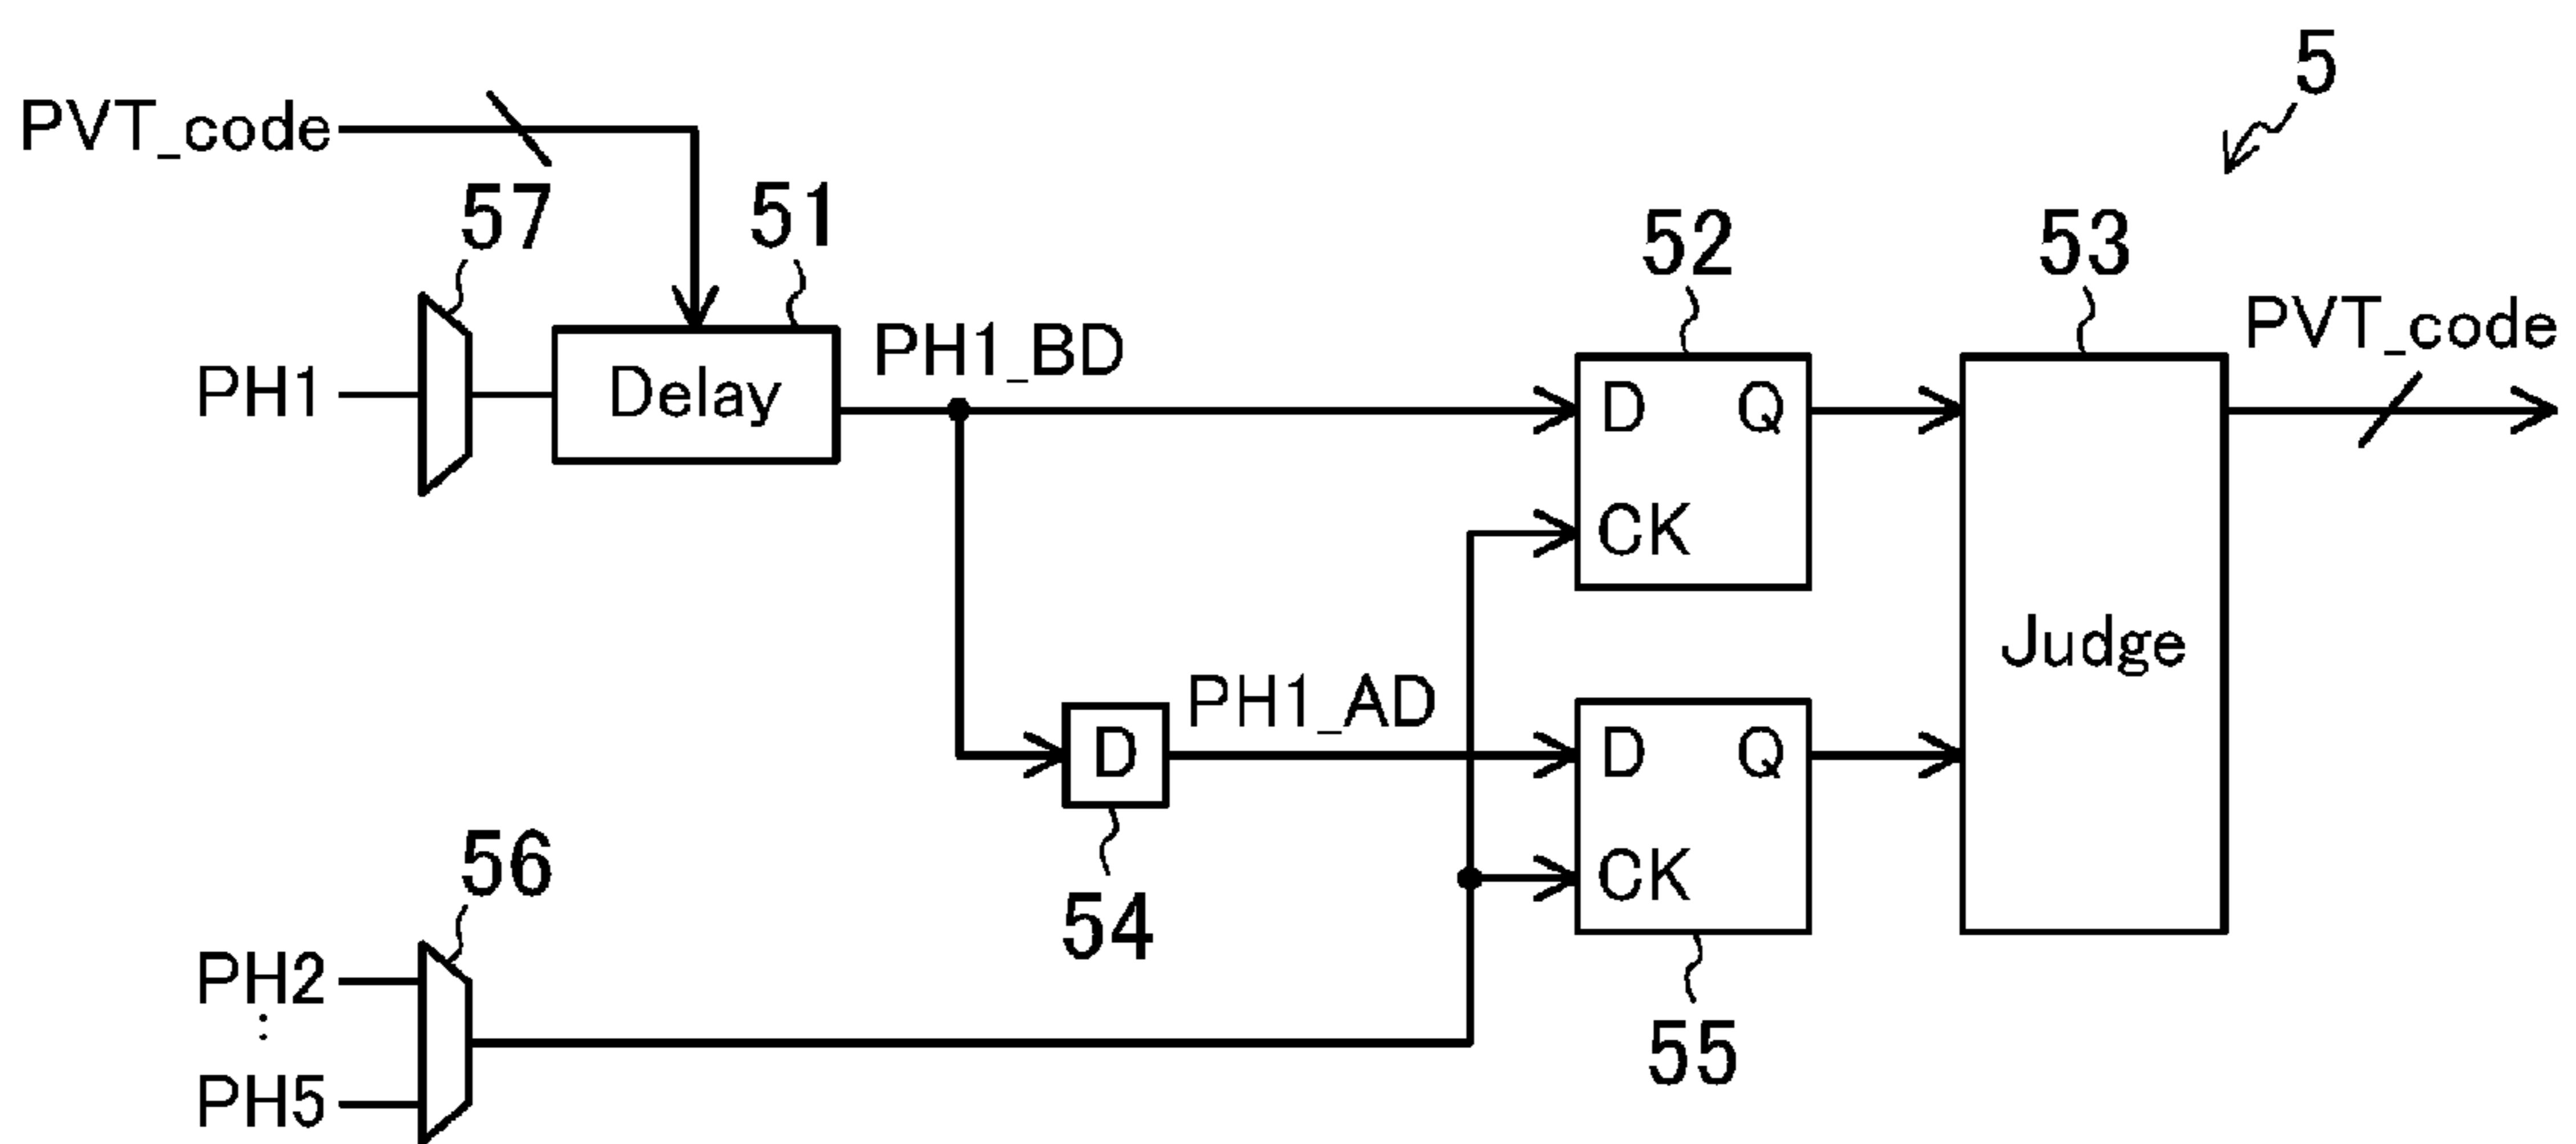 5
PVT_code
57
51
52
53
PH1
Delay
PH1_BD
D
Q
CK
PVT_code
Judge
D
PH1_AD
D
Q
CK
54
55
56
PH2
:
PH5